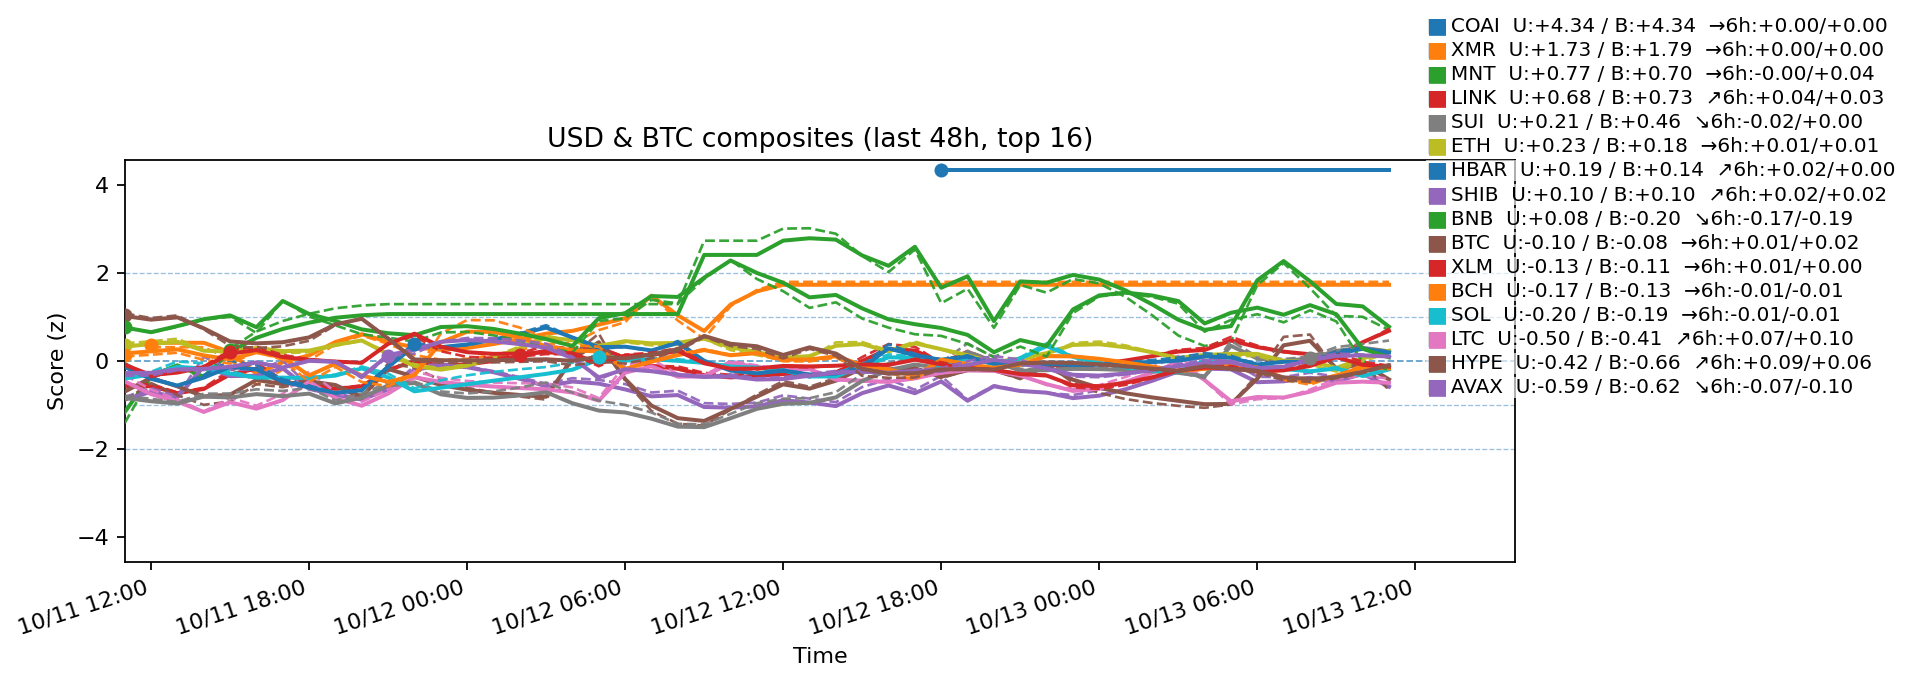 COAI U:+4.34 / B:+4.34 →6h:+0.00/+0.00
XMR U:+1.73 / B:+1.79 →6h:+0.00/+0.00
MNT U:+0.77 / B:+0.70 →6h:-0.00/+0.04
LINK U:+0.68 / B:+0.73 ↗6h:+0.04/+0.03
SUI U:+0.21 / B:+0.46 ↘6h:-0.02/+0.00
ETH U:+0.23 / B:+0.18 →6h:+0.01/+0.01
HBAR U:+0.19 / B:+0.14 ↗6h:+0.02/+0.00
SHIB U:+0.10 / B:+0.10 ↗6h:+0.02/+0.02
BNB U:+0.08 / B:-0.20 ↘6h:-0.17/-0.19
BTC U:-0.10 / B:-0.08 →6h:+0.01/+0.02
XLM U:-0.13 / B:-0.11 →6h:+0.01/+0.00
BCH U:-0.17 / B:-0.13 →6h:-0.01/-0.01
SOL U:-0.20 / B:-0.19 →6h:-0.01/-0.01
LTC U:-0.50 / B:-0.41 ↗6h:+0.07/+0.10
HYPE U:-0.42 / B:-0.66 ↗6h:+0.09/+0.06
AVAX U:-0.59 / B:-0.62 ↘6h:-0.07/-0.10
USD & BTC composites (last 48h, top 16)
Score (z)
4
2
0
−2
−4
10/11 12:00
10/11 18:00
10/12 00:00
10/12 06:00
10/12 12:00
10/12 18:00
10/13 00:00
10/13 06:00
10/13 12:00
Time